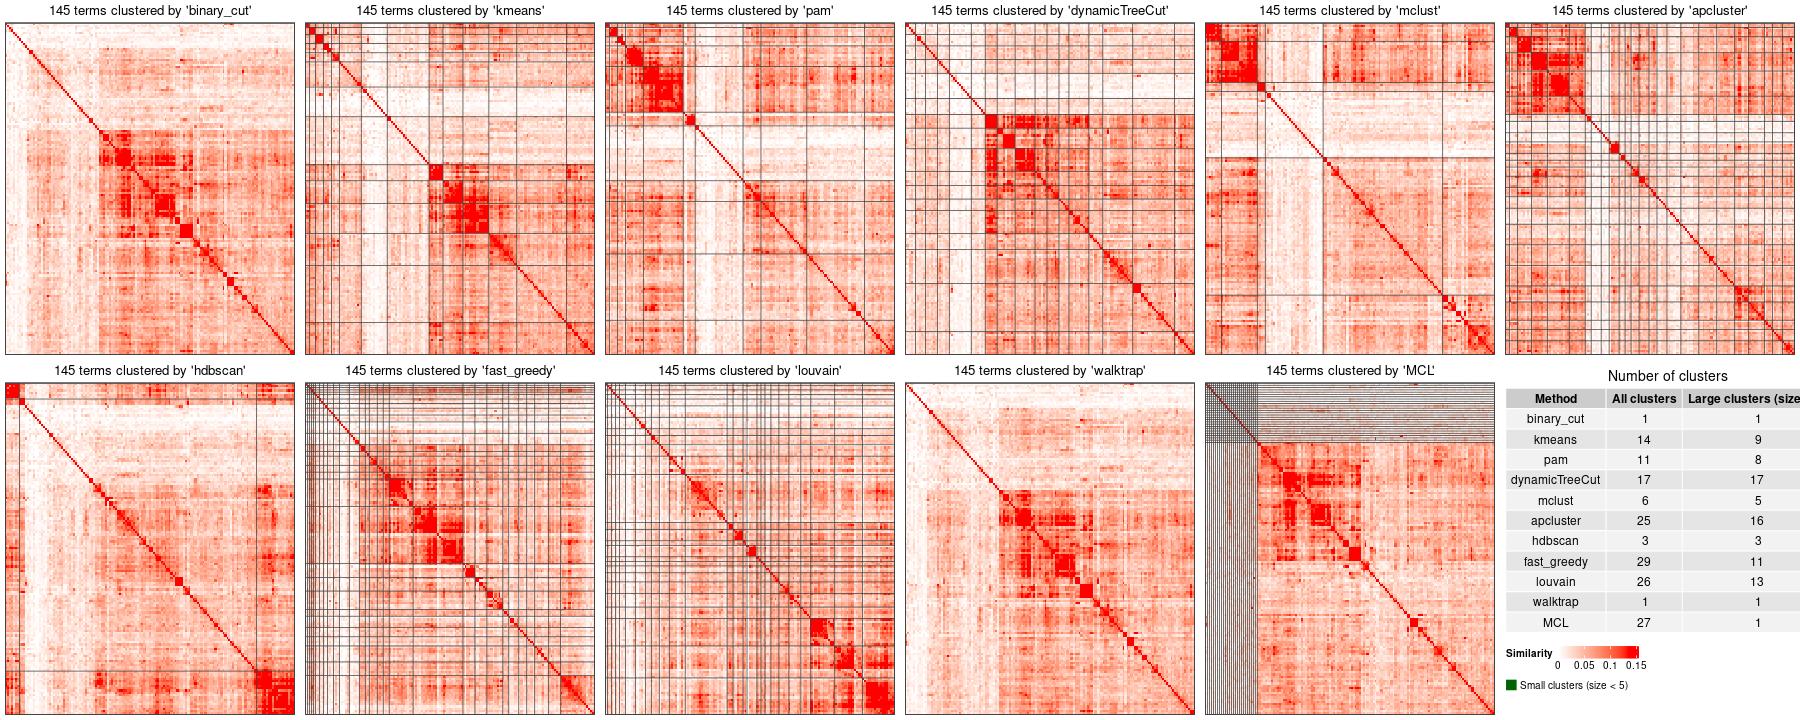 145 terms clustered by 'binary_cut'
145 terms clustered by 'kmeans'
145 terms clustered by 'pam'
145 terms clustered by 'dynamicTreeCut'
145 terms clustered by 'mclust'
145 terms clustered by 'apcluster'
145 terms clustered by 'hdbscan'
145 terms clustered by 'fast_greedy'
145 terms clustered by 'louvain'
145 terms clustered by 'walktrap'
145 terms clustered by 'MCL'
Number of clusters
Method All clusters Large clusters (size
binary_cut 1 1
kmeans 14 9
pam 11 8
dynamicTreeCut 17 17
mclust 6 5
apcluster 25 16
hdbscan 3 3
fast_greedy 29 11
louvain 26 13
walktrap 1 1
MCL 27 1
Similarity
0 0.05 0.1 0.15
Small clusters (size < 5)